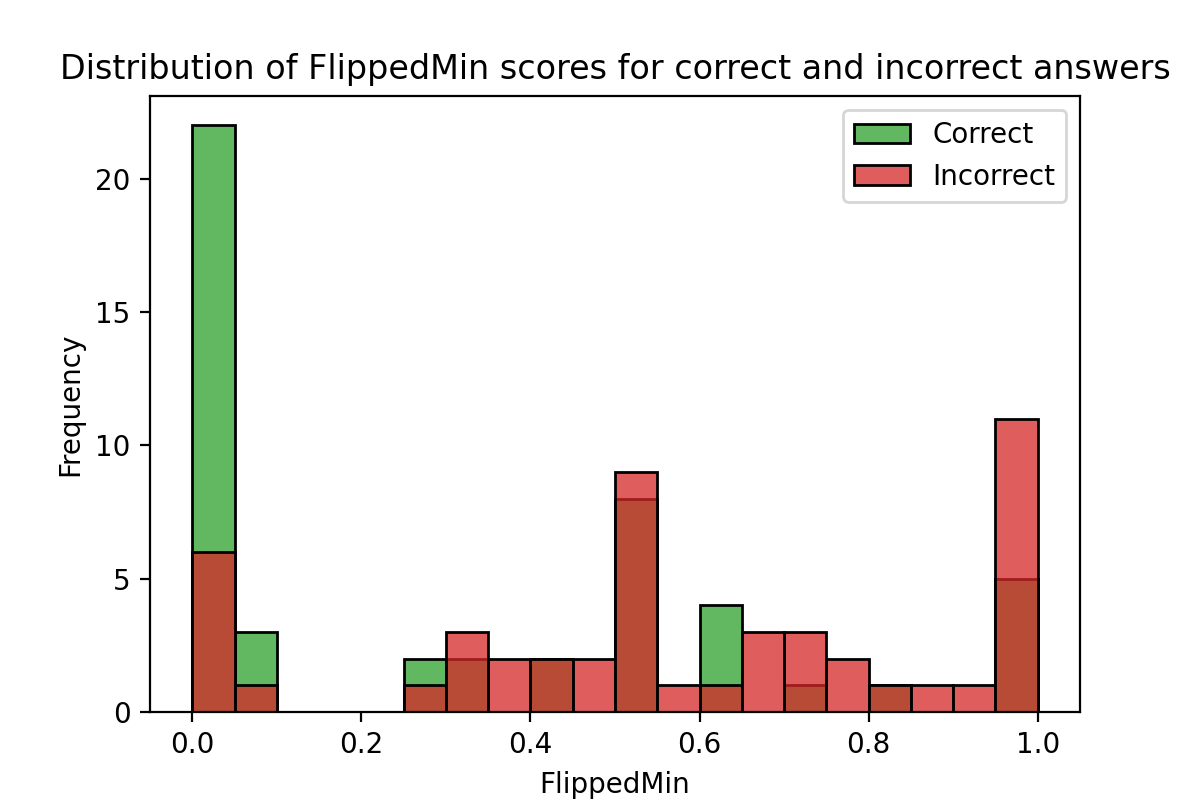 Distribution of FlippedMin scores for correct and incorrect answers
Correct
Incorrect
20
15
10
5
0
Frequency
0.0 0.2 0.4 0.6 0.8 1.0
FlippedMin